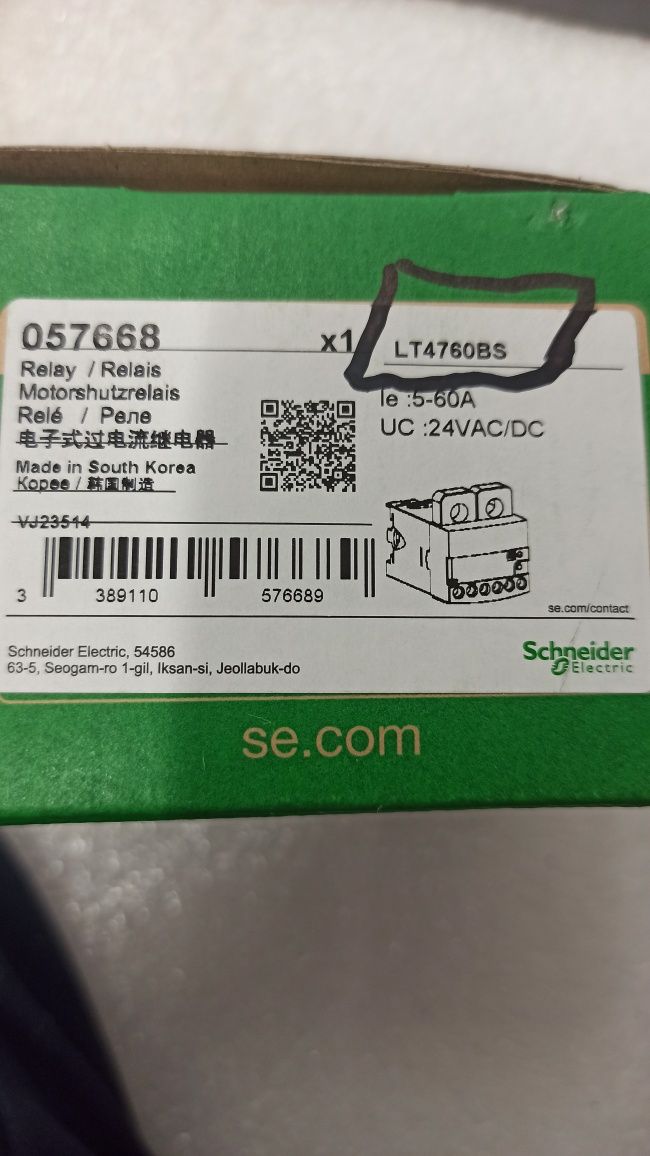 057668
x1
LT4760BS
Relay / Relais
Motorshutzrelais
Relé / Реле
电子式过电流继电器
Made in South Korea
Корее / 韩国制造
Ie :5-60A
UC :24VAC/DC
VJ23514
3 389110 576689
se.com/contact
Schneider Electric, 54586
63-5, Seogam-ro 1-gil, Iksan-si, Jeollabuk-do
Schneider
Electric
se.com